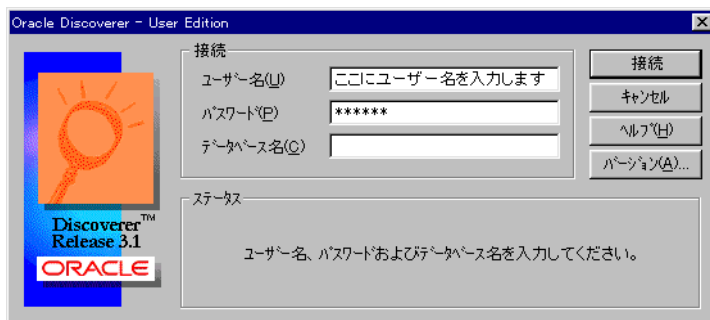 Oracle Discoverer - User Edition
接続
ユーザー名(U)
ここにユーザー名を入力します
パスワード(P)
******
データベース名(C)
接続
キャンセル
ヘルプ(H)
バージョン(A)...
Discoverer™
Release 3.1
ORACLE
ステータス
ユーザー名、パスワードおよびデータベース名を入力してください。